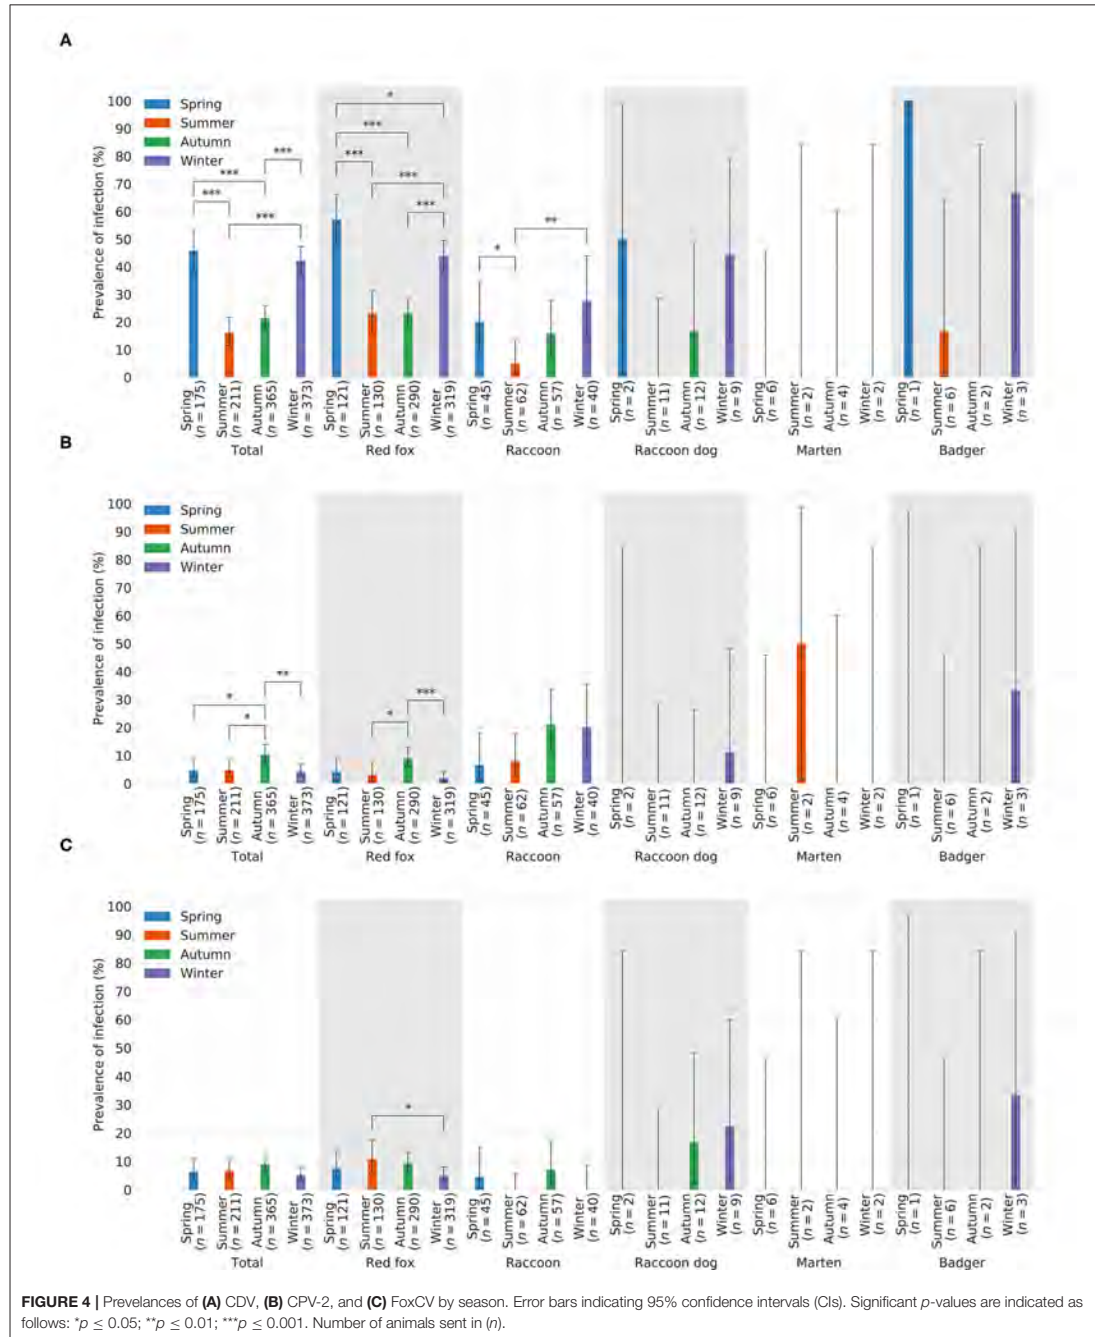 A
Prevalence of infection (%)
100
90
80
70
60
50
40
30
20
10
0
Spring
Summer
Autumn
Winter
***
***
***
***
*
***
***
***
***
*
**
Spring (n = 175)
Summer (n = 211)
Autumn (n = 365)
Winter (n = 373)
Spring (n = 121)
Summer (n = 130)
Autumn (n = 290)
Winter (n = 319)
Spring (n = 45)
Summer (n = 62)
Autumn (n = 57)
Winter (n = 40)
Spring (n = 2)
Summer (n = 11)
Autumn (n = 12)
Winter (n = 9)
Spring (n = 6)
Summer (n = 2)
Autumn (n = 4)
Winter (n = 2)
Spring (n = 1)
Summer (n = 6)
Autumn (n = 2)
Winter (n = 3)
Total Red fox Raccoon Raccoon dog Marten Badger
B
Prevalence of infection (%)
100
90
80
70
60
50
40
30
20
10
0
Spring
Summer
Autumn
Winter
*
**
*
*
***
Spring (n = 175)
Summer (n = 211)
Autumn (n = 365)
Winter (n = 373)
Spring (n = 121)
Summer (n = 130)
Autumn (n = 290)
Winter (n = 319)
Spring (n = 45)
Summer (n = 62)
Autumn (n = 57)
Winter (n = 40)
Spring (n = 2)
Summer (n = 11)
Autumn (n = 12)
Winter (n = 9)
Spring (n = 6)
Summer (n = 2)
Autumn (n = 4)
Winter (n = 2)
Spring (n = 1)
Summer (n = 6)
Autumn (n = 2)
Winter (n = 3)
Total Red fox Raccoon Raccoon dog Marten Badger
C
Prevalence of infection (%)
100
90
80
70
60
50
40
30
20
10
0
Spring
Summer
Autumn
Winter
*
Spring (n = 175)
Summer (n = 211)
Autumn (n = 365)
Winter (n = 373)
Spring (n = 121)
Summer (n = 130)
Autumn (n = 290)
Winter (n = 319)
Spring (n = 45)
Summer (n = 62)
Autumn (n = 57)
Winter (n = 40)
Spring (n = 2)
Summer (n = 11)
Autumn (n = 12)
Winter (n = 9)
Spring (n = 6)
Summer (n = 2)
Autumn (n = 4)
Winter (n = 2)
Spring (n = 1)
Summer (n = 6)
Autumn (n = 2)
Winter (n = 3)
Total Red fox Raccoon Raccoon dog Marten Badger
FIGURE 4 | Prevelances of (A) CDV, (B) CPV-2, and (C) FoxCV by season. Error bars indicating 95% confidence intervals (CIs). Significant p-values are indicated as
follows: *p ≤ 0.05; **p ≤ 0.01; ***p ≤ 0.001. Number of animals sent in (n).